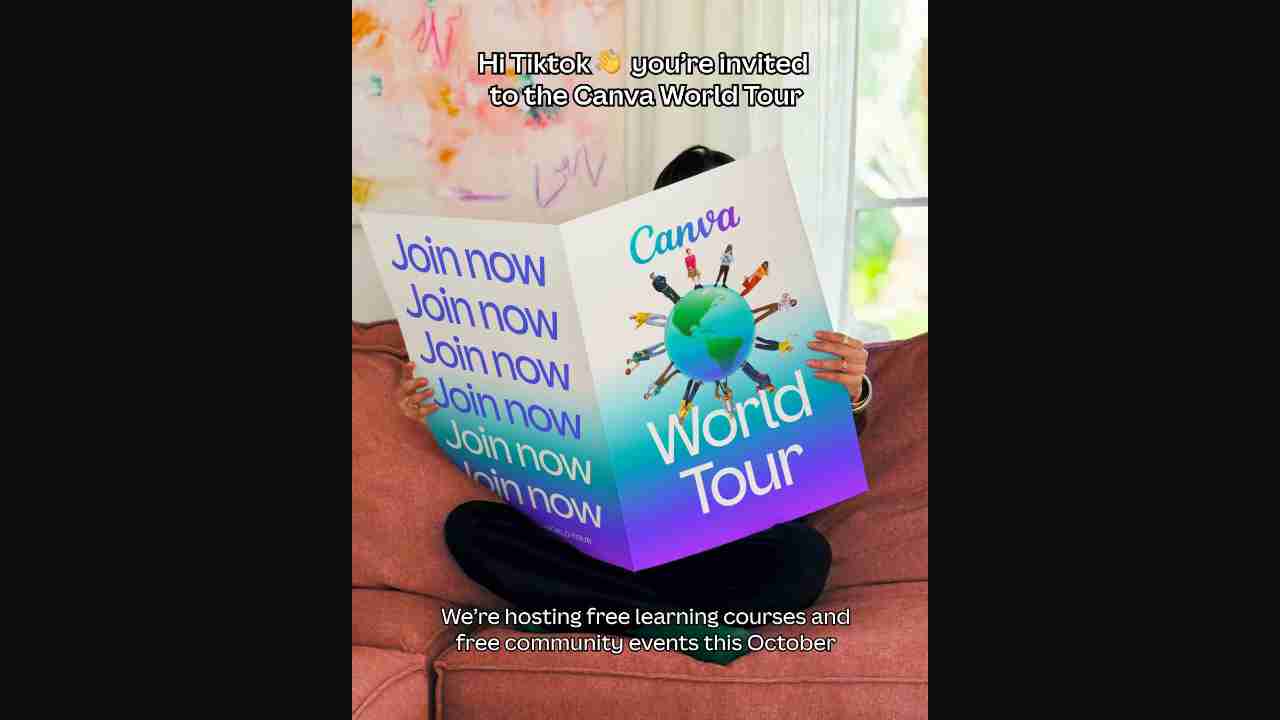 Hi Tiktok 👋 you're invited
to the Canva World Tour
Join now
Join now
Join now
Join now
Join now
Join now
Canva
World
Tour
We're hosting free learning courses and
free community events this October